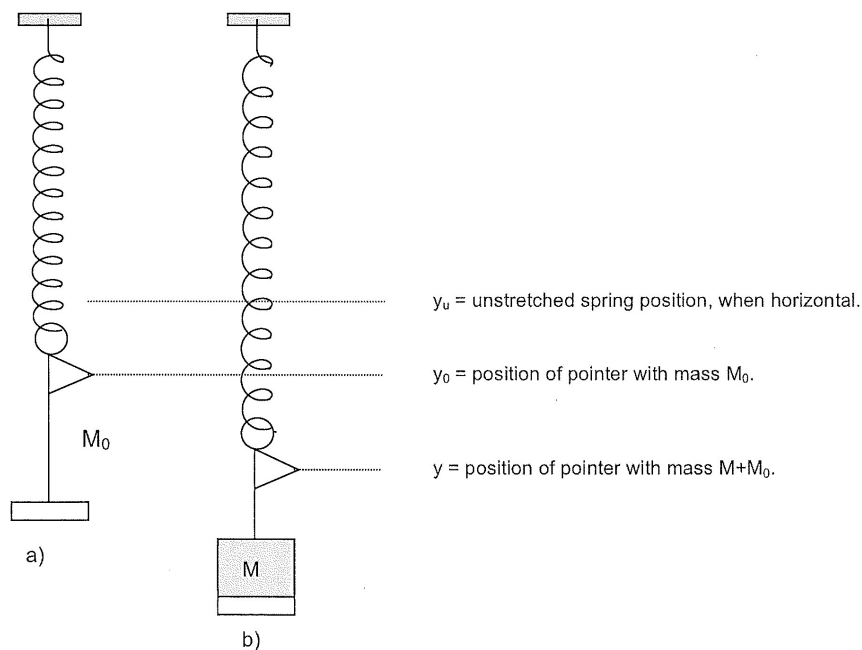 yᵤ = unstretched spring position, when horizontal.
y₀ = position of pointer with mass M₀.
M₀
y = position of pointer with mass M+M₀.
a)
M
b)